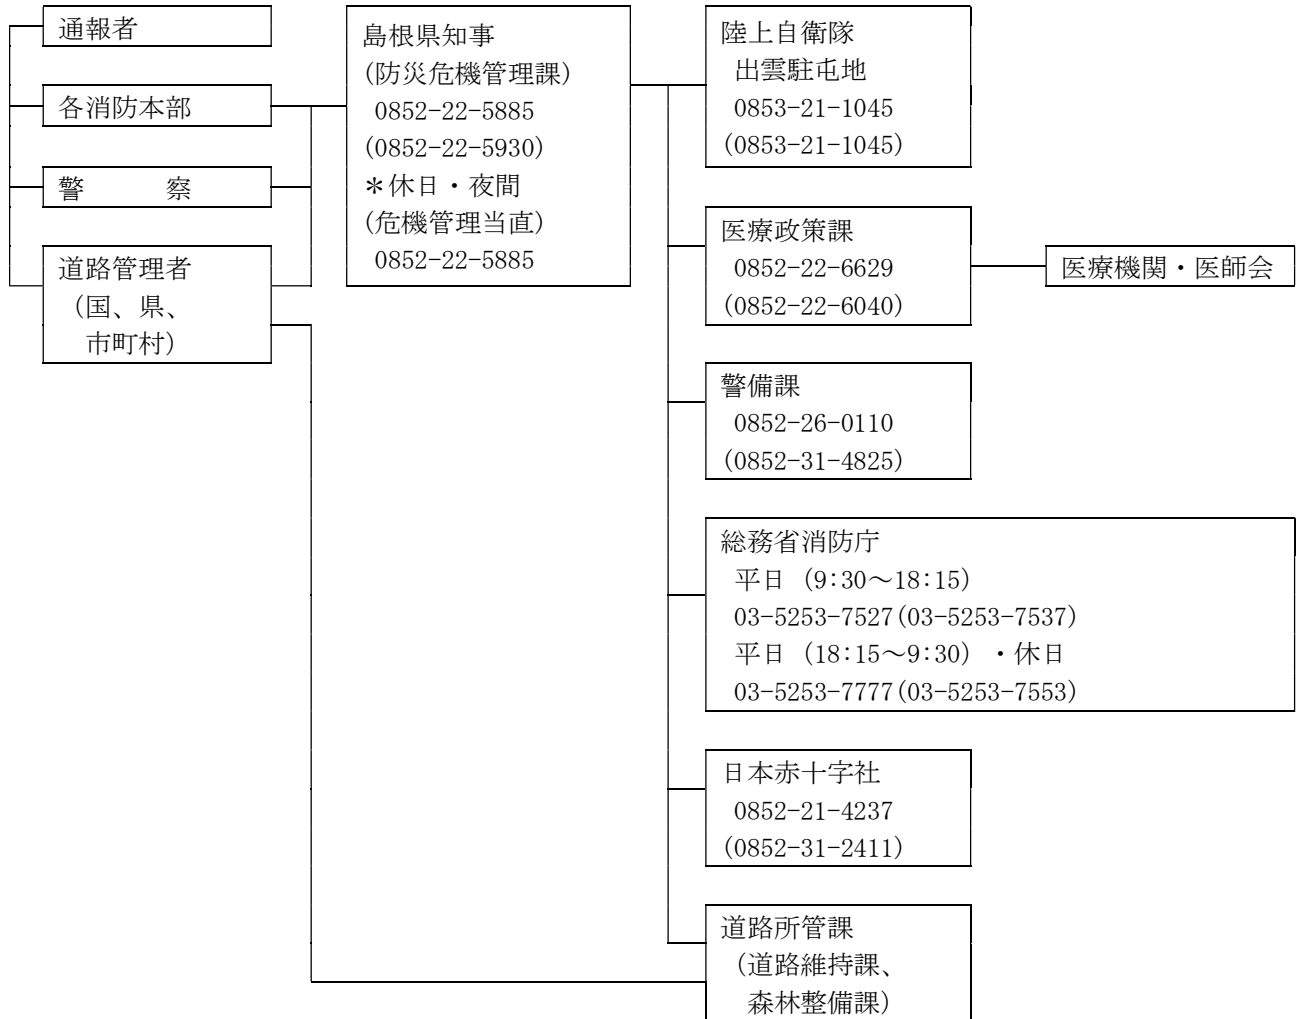 通報者
各消防本部
警　　　察
道路管理者
（国、県、
市町村）
島根県知事
(防災危機管理課)
0852-22-5885
(0852-22-5930)
＊休日・夜間
(危機管理当直)
0852-22-5885
陸上自衛隊
出雲駐屯地
0853-21-1045
(0853-21-1045)
医療政策課
0852-22-6629
(0852-22-6040)
医療機関・医師会
警備課
0852-26-0110
(0852-31-4825)
総務省消防庁
平日（9:30～18:15）
03-5253-7527(03-5253-7537)
平日（18:15～9:30）・休日
03-5253-7777(03-5253-7553)
日本赤十字社
0852-21-4237
(0852-31-2411)
道路所管課
（道路維持課、
森林整備課）